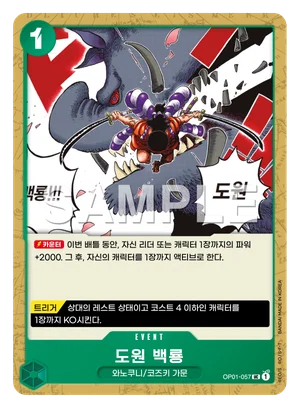 1
백룡!!!
도원
SAMPLE
카운터 이번 배틀 동안, 자신 리더 또는 캐릭터 1장까지의 파워
+2000. 그 후, 자신의 캐릭터를 1장까지 액티브로 한다.
트리거 상대의 레스트 상태이고 코스트 4 이하인 캐릭터를
1장까지 KO시킨다.
EVENT
도원 백룡
와노쿠니/코즈키 가문
OP01-057 UC 1